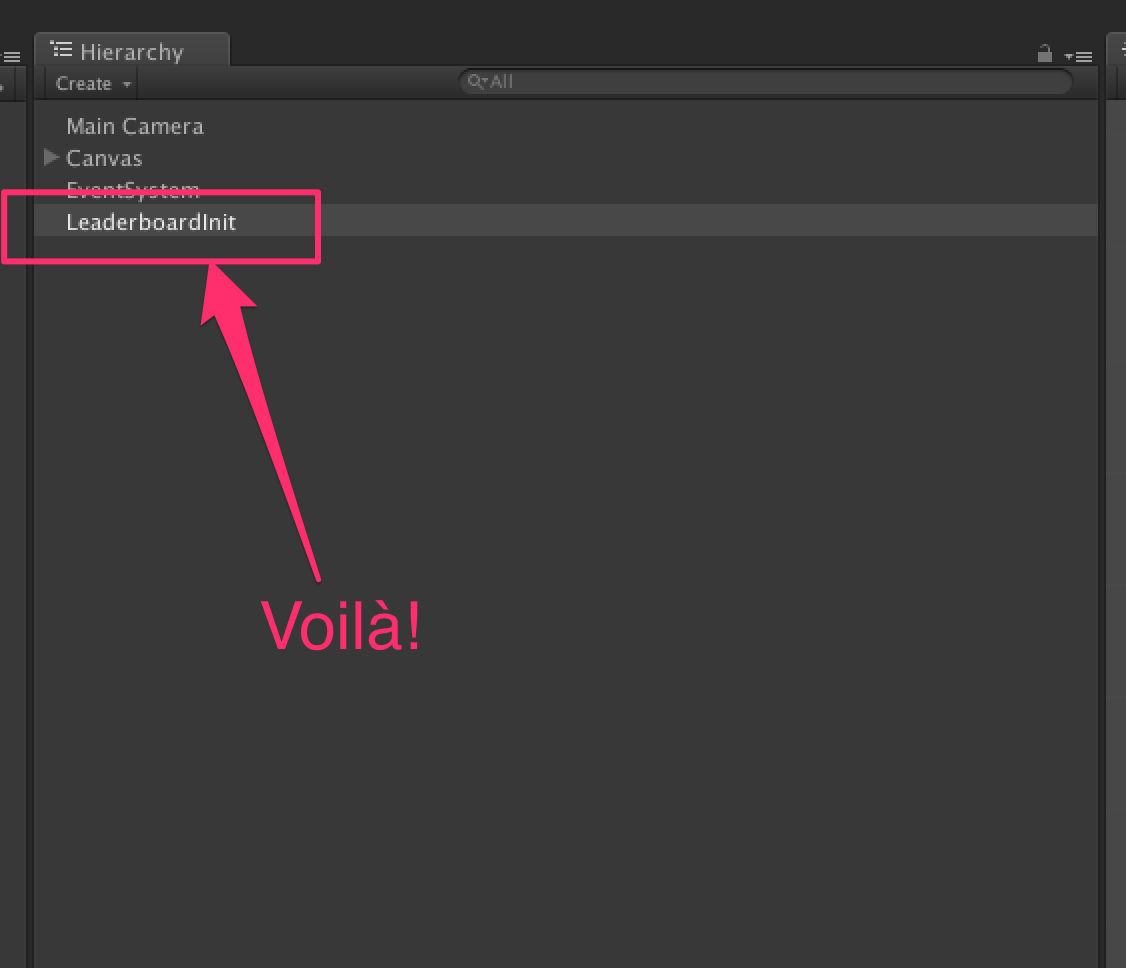 Hierarchy
Create
All
Main Camera
Canvas
EventSystem
LeaderboardInit
Voilà!